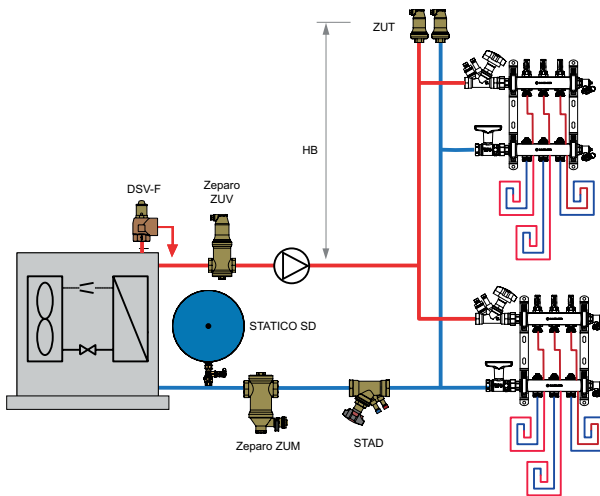 ZUT
HB
DSV-F
Zeparo
ZUV
STATICO SD
Zeparo ZUM
STAD